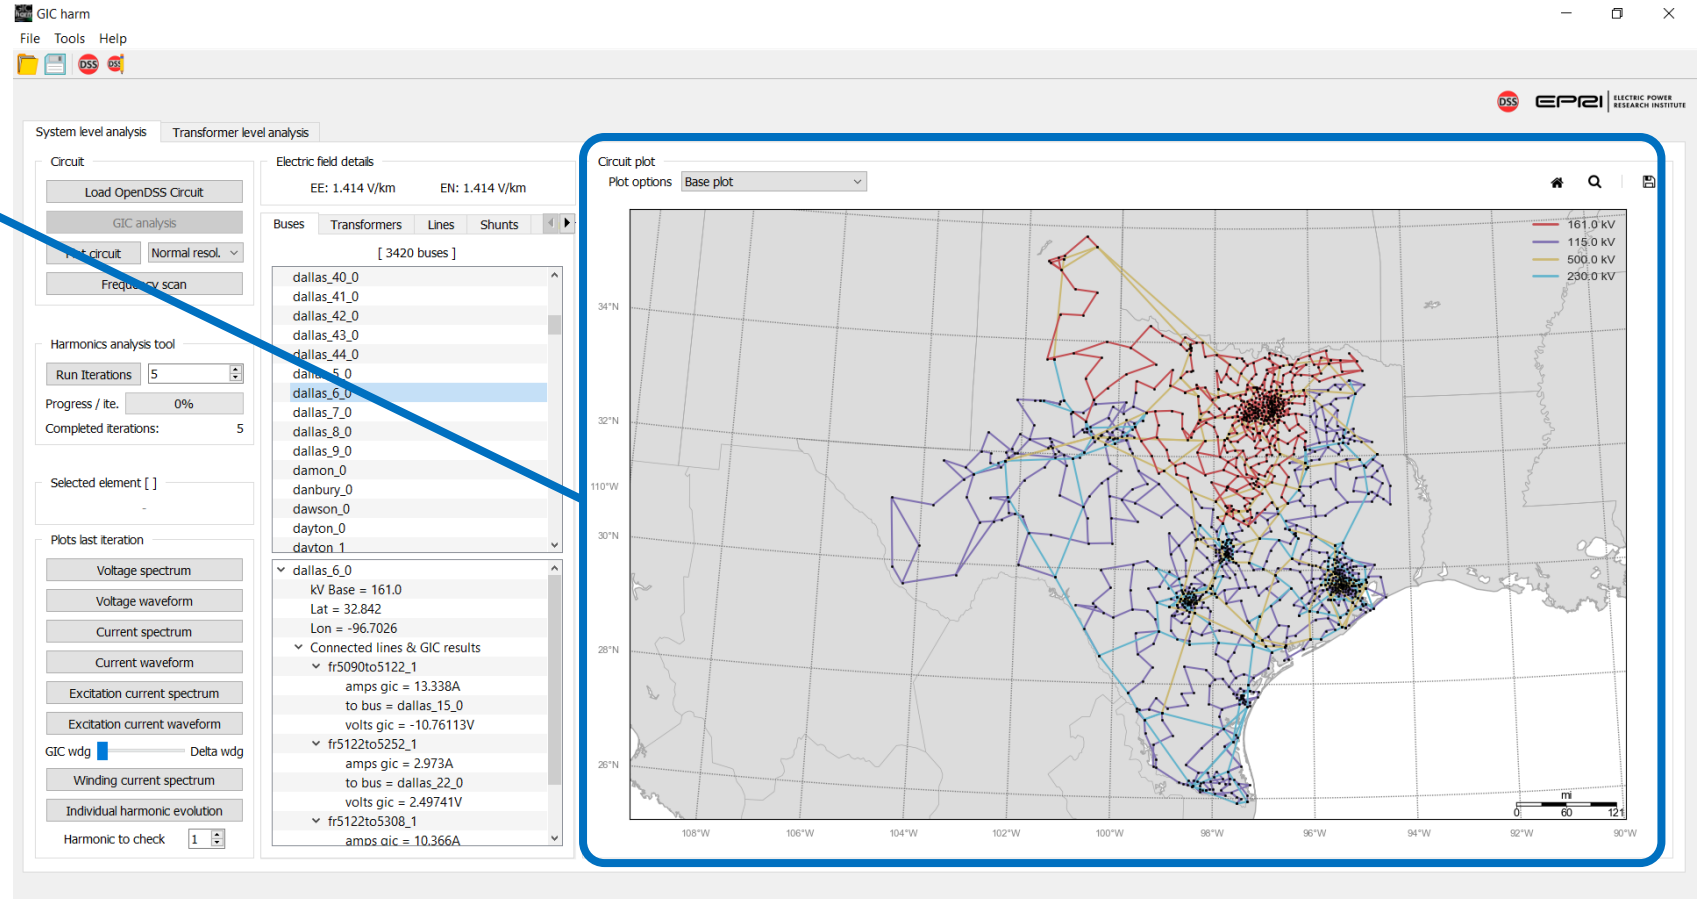 GIC harm
File Tools Help
DSS DSS
DSS EPRI ELECTRIC POWER
RESEARCH INSTITUTE
System level analysis Transformer level analysis
Circuit
Load OpenDSS Circuit
GIC analysis
circuit Normal resol.
Frequency scan
Harmonics analysis tool
Run Iterations 5
Progress / ite. 0%
Completed iterations: 5
Selected element [ ]
-
Plots last iteration
Voltage spectrum
Voltage waveform
Current spectrum
Current waveform
Excitation current spectrum
Excitation current waveform
GIC wdg Delta wdg
Winding current spectrum
Individual harmonic evolution
Harmonic to check 1
Electric field details
EE: 1.414 V/km EN: 1.414 V/km
Buses Transformers Lines Shunts
[ 3420 buses ]
dallas_40_0
dallas_41_0
dallas_42_0
dallas_43_0
dallas_44_0
dallas_5_0
dallas_6_0
dallas_7_0
dallas_8_0
dallas_9_0
damon_0
danbury_0
dawson_0
dayton_0
dayton_1
dallas_6_0
kV Base = 161.0
Lat = 32.842
Lon = -96.7026
Connected lines & GIC results
fr5090to5122_1
amps gic = 13.338A
to bus = dallas_15_0
volts gic = -10.76113V
fr5122to5252_1
amps gic = 2.973A
to bus = dallas_22_0
volts gic = 2.49741V
fr5122to5308_1
amps gic = 10.366A
Circuit plot
Plot options Base plot
161.0 kV
115.0 kV
500.0 kV
230.0 kV
34°N
32°N
110°W
30°N
28°N
26°N
mi
0 60 121
108°W 106°W 104°W 102°W 100°W 98°W 96°W 94°W 92°W 90°W